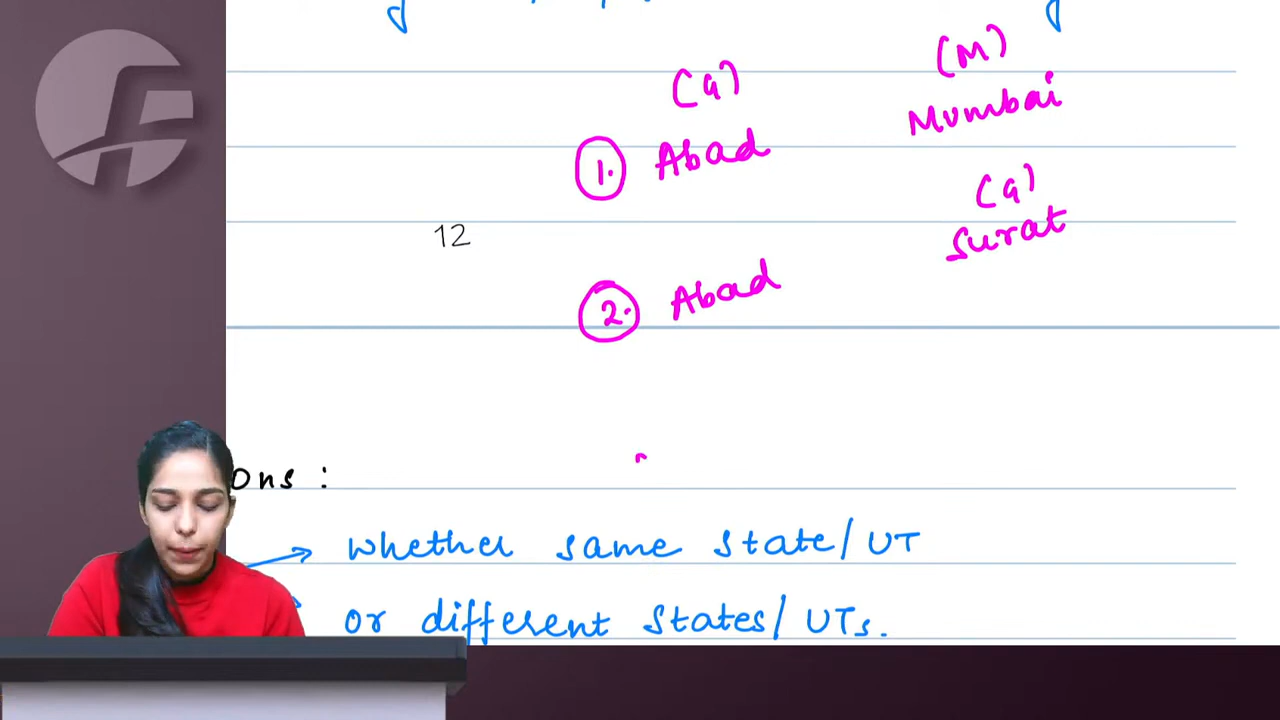 (G) (M)
1. Abad Mumbai
(G)
12 Surat
2. Abad
ons :
whether same state/UT
or different states/UTs.